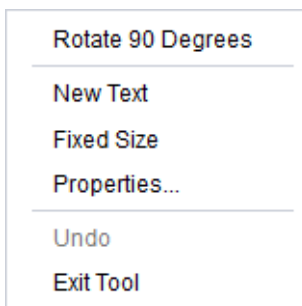 Rotate 90 Degrees
New Text
Fixed Size
Properties...
Undo
Exit Tool